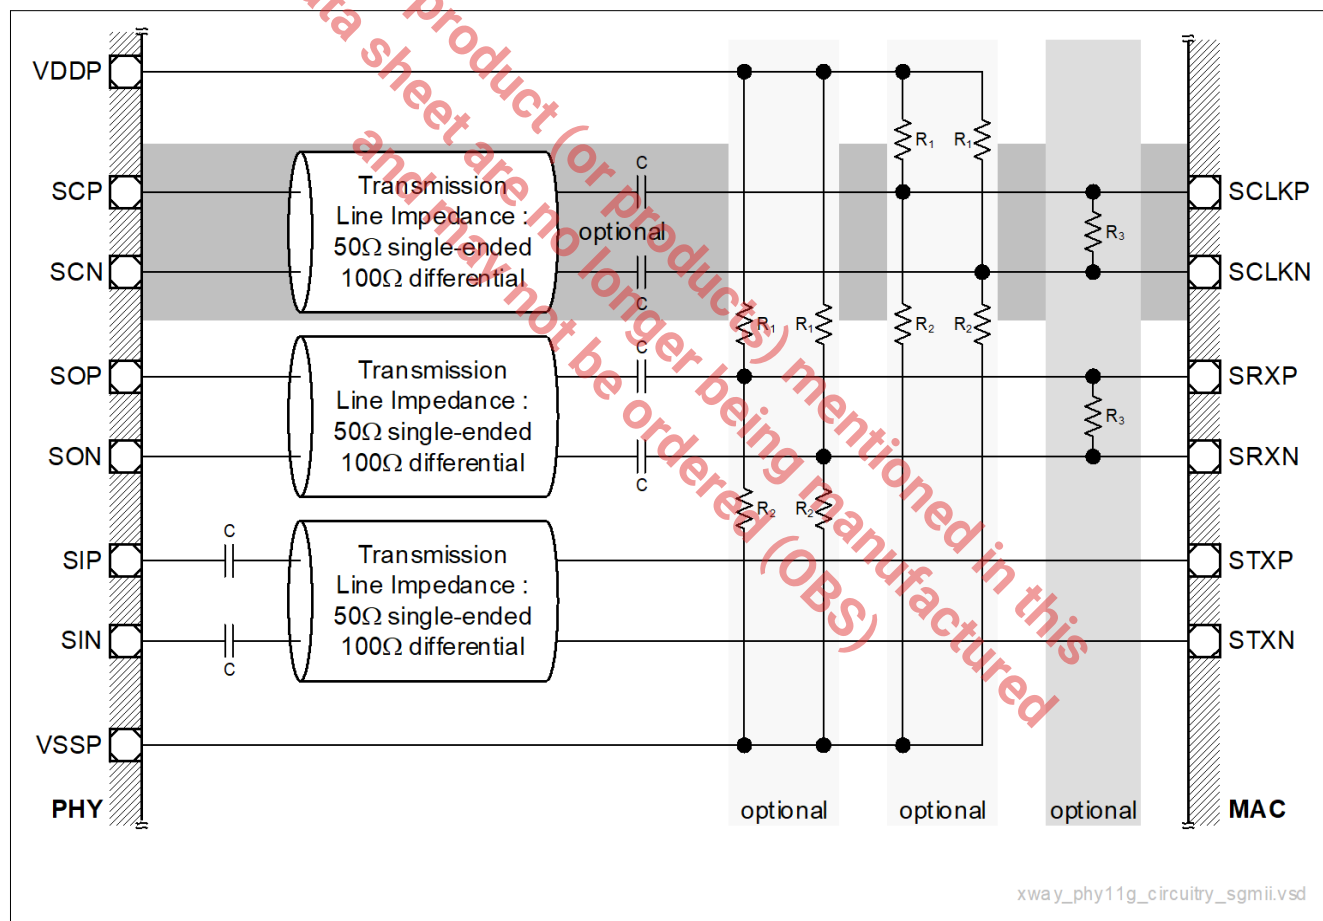 product (or products) mentioned in this
data sheet are no longer being manufactured
and may not be ordered (OBS)
VDDP
SCP
SCN
SOP
SON
SIP
SIN
VSSP
PHY
Transmission
Line Impedance :
50Ω single-ended
100Ω differential
Transmission
Line Impedance :
50Ω single-ended
100Ω differential
Transmission
Line Impedance :
50Ω single-ended
100Ω differential
C
optional
C
C
C
C
C
R₁
R₁
R₃
R₁
R₁
R₂
R₂
R₃
R₂
R₂
optional
optional
optional
SCLKP
SCLKN
SRXP
SRXN
STXP
STXN
MAC
xway_phy11g_circuitry_sgmii.vsd